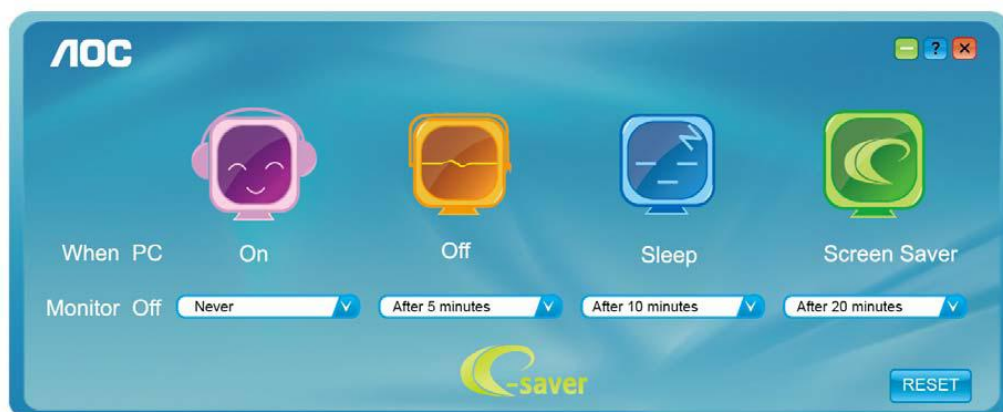 AOC
?
When PC On Off Sleep Screen Saver
Monitor Off Never After 5 minutes After 10 minutes After 20 minutes
e-saver
RESET